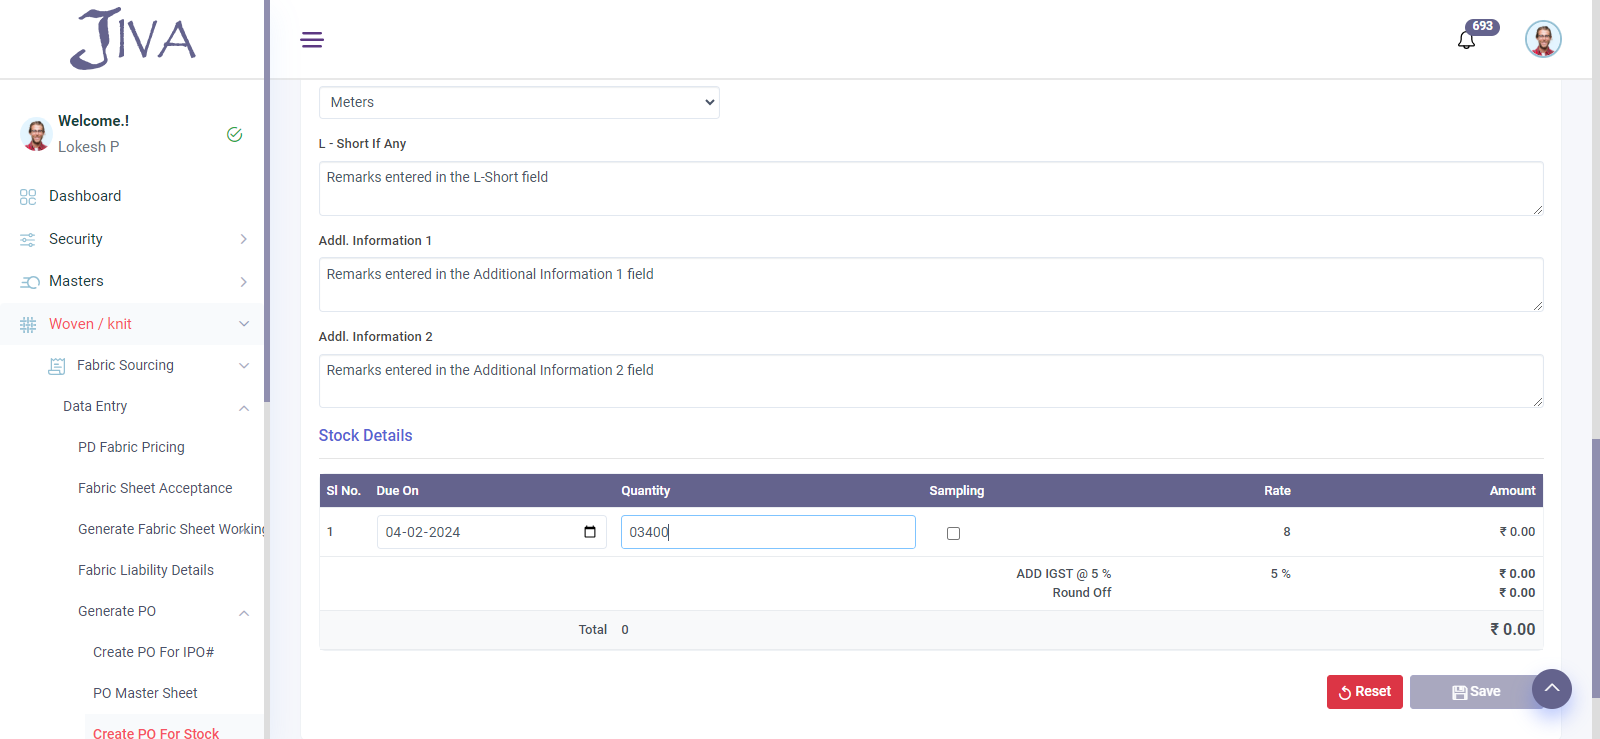 JIVA
693
Welcome.!
Lokesh P
Dashboard
Security
Masters
Woven / knit
Fabric Sourcing
Data Entry
PD Fabric Pricing
Fabric Sheet Acceptance
Generate Fabric Sheet Working
Fabric Liability Details
Generate PO
Create PO For IPO#
PO Master Sheet
Create PO For Stock
Meters
L - Short If Any
Remarks entered in the L-Short field
Addl. Information 1
Remarks entered in the Additional Information 1 field
Addl. Information 2
Remarks entered in the Additional Information 2 field
Stock Details
Sl No. Due On Quantity Sampling Rate Amount
1 04-02-2024 03400 8 ₹ 0.00
ADD IGST @ 5 % 5 % ₹ 0.00
Round Off ₹ 0.00
Total 0 ₹ 0.00
Reset Save